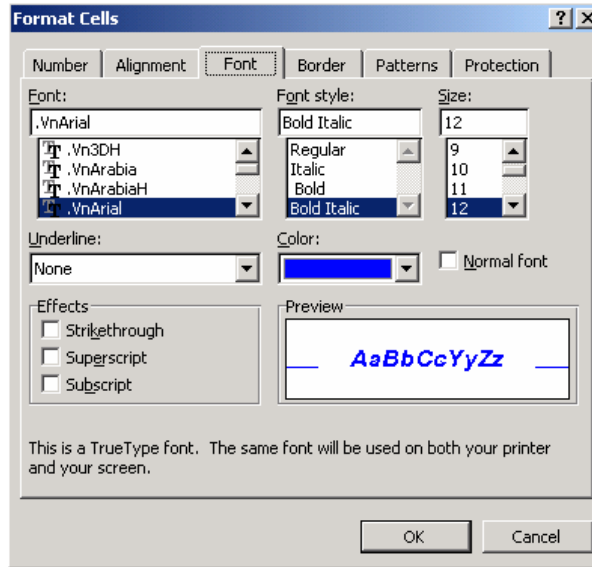 Format Cells
Number Alignment Font Border Patterns Protection
Font: Font style: Size:
.VnArial Bold Italic 12
.Vn3DH Regular 9
.VnArabia Italic 10
.VnArabiaH Bold 11
.VnArial Bold Italic 12
Underline: Color:
None Normal font
Effects Preview
Strikethrough
Superscript AaBbCcYyZz
Subscript
This is a TrueType font. The same font will be used on both your printer
and your screen.
OK Cancel